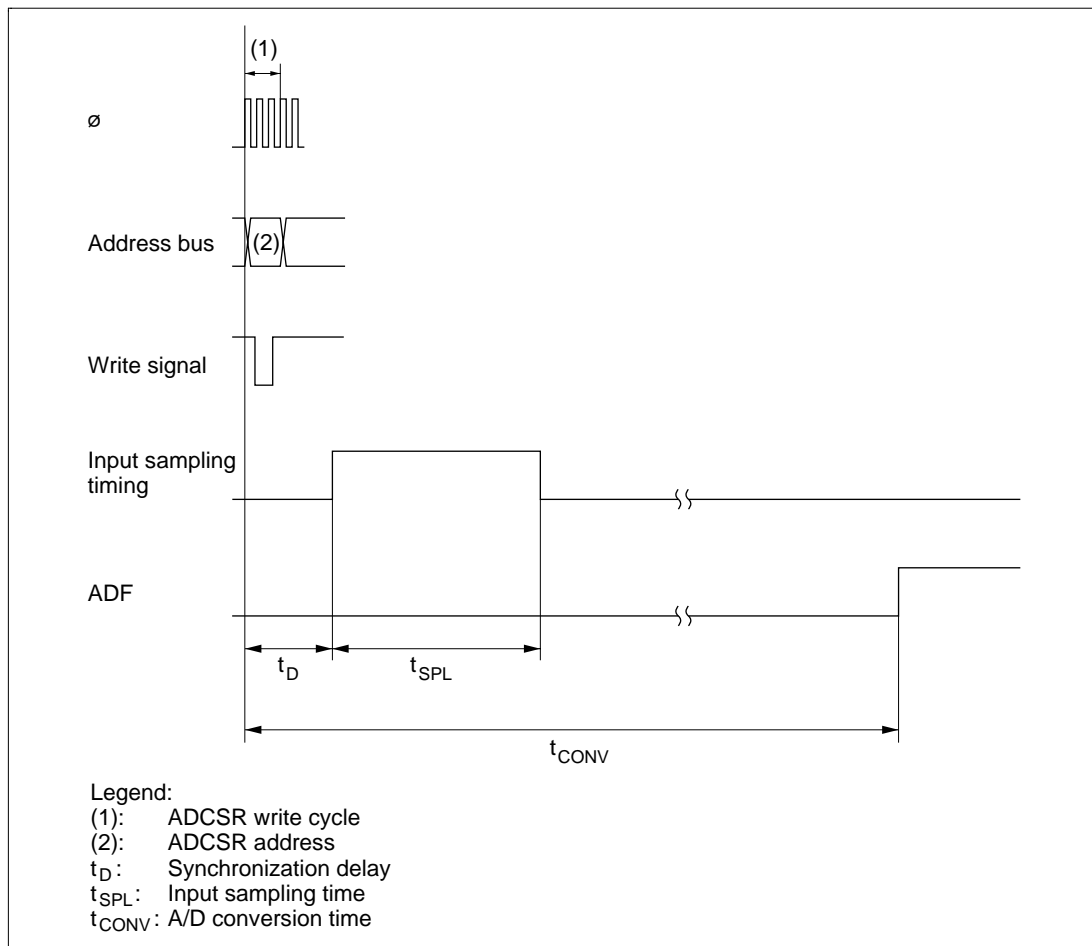 (1)
ø
Address bus
(2)
Write signal
Input sampling
timing
ADF
tD
tSPL
tCONV
Legend:
(1): ADCSR write cycle
(2): ADCSR address
tD: Synchronization delay
tSPL: Input sampling time
tCONV: A/D conversion time